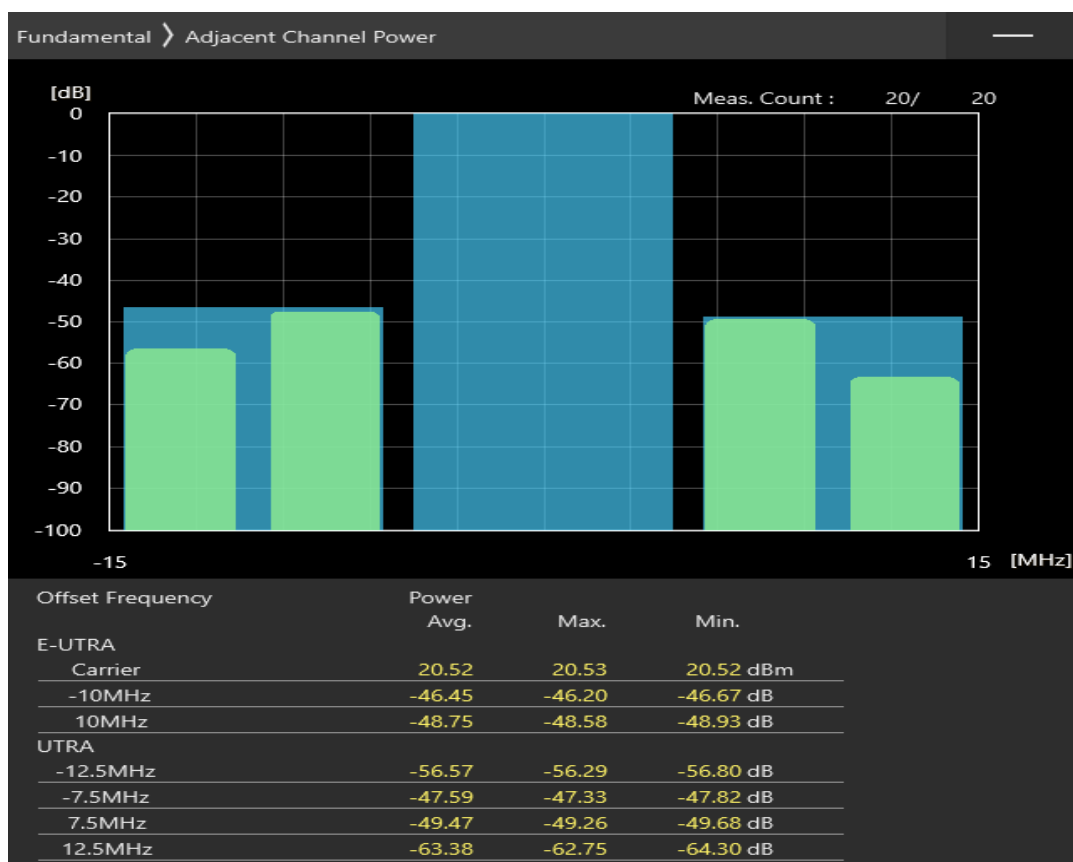 Fundamental ❯ Adjacent Channel Power
[dB]
Meas. Count : 20/ 20
0
-10
-20
-30
-40
-50
-60
-70
-80
-90
-100
-15 15 [MHz]
Offset Frequency Power
Avg. Max. Min.
E-UTRA
Carrier 20.52 20.53 20.52 dBm
-10MHz -46.45 -46.20 -46.67 dB
10MHz -48.75 -48.58 -48.93 dB
UTRA
-12.5MHz -56.57 -56.29 -56.80 dB
-7.5MHz -47.59 -47.33 -47.82 dB
7.5MHz -49.47 -49.26 -49.68 dB
12.5MHz -63.38 -62.75 -64.30 dB